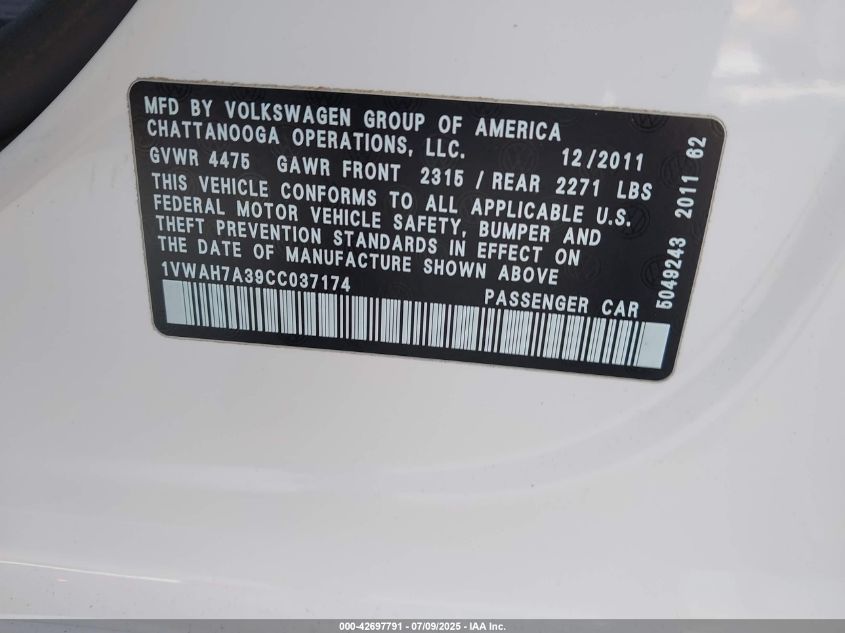 MFD BY VOLKSWAGEN GROUP OF AMERICA
CHATTANOOGA OPERATIONS, LLC. 12/2011
GVWR 4475 GAWR FRONT 2315 / REAR 2271 LBS
THIS VEHICLE CONFORMS TO ALL APPLICABLE U.S.
FEDERAL MOTOR VEHICLE SAFETY, BUMPER AND
THEFT PREVENTION STANDARDS IN EFFECT ON
THE DATE OF MANUFACTURE SHOWN ABOVE
1VWAH7A39CC037174 PASSENGER CAR
5049243 2011 62
000-42697791 - 07/09/2025 - IAA Inc.